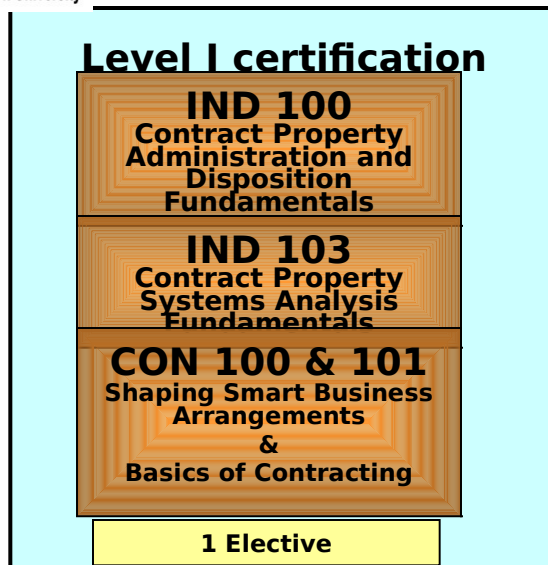 Level I certification
IND 100
Contract Property
Administration and
Disposition
Fundamentals
IND 103
Contract Property
Systems Analysis
Fundamentals
CON 100 & 101
Shaping Smart Business
Arrangements
&
Basics of Contracting
1 Elective